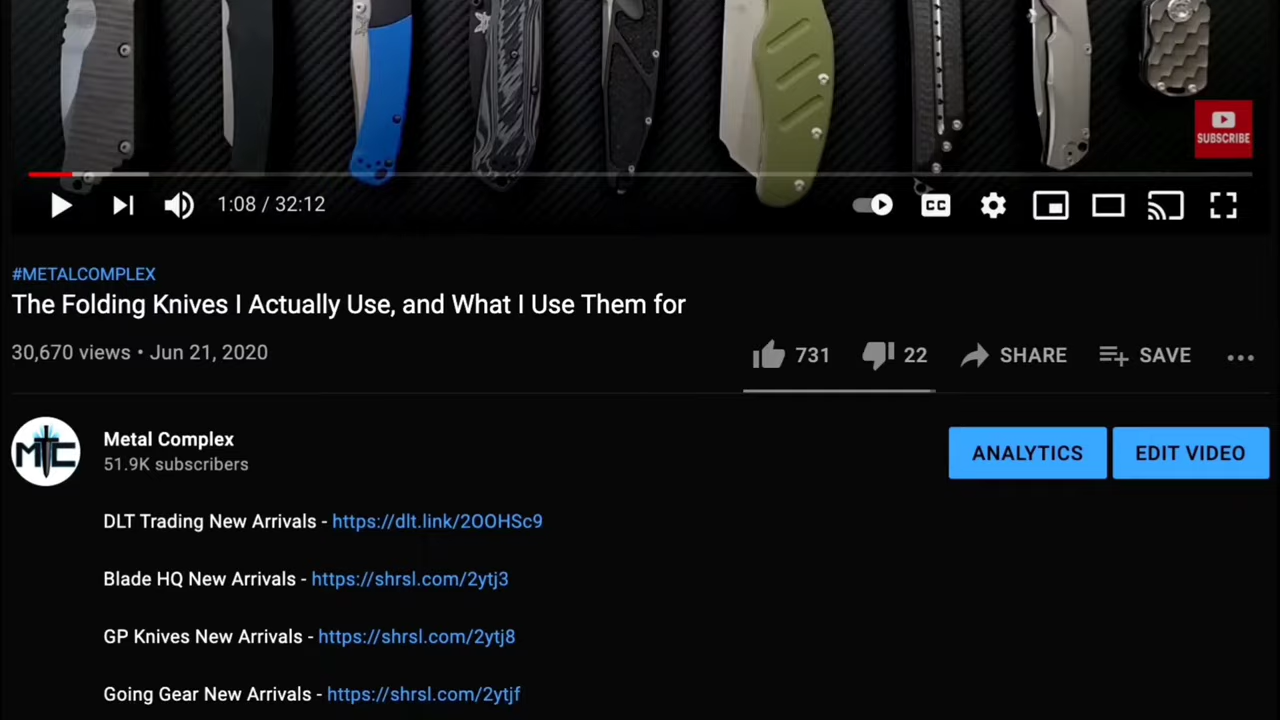 SUBSCRIBE
1:08 / 32:12
CC
#METALCOMPLEX
The Folding Knives I Actually Use, and What I Use Them for
30,670 views • Jun 21, 2020
731 22 SHARE SAVE
MTC
Metal Complex
51.9K subscribers
ANALYTICS EDIT VIDEO
DLT Trading New Arrivals - https://dlt.link/2OOHSc9
Blade HQ New Arrivals - https://shrsl.com/2ytj3
GP Knives New Arrivals - https://shrsl.com/2ytj8
Going Gear New Arrivals - https://shrsl.com/2ytjf